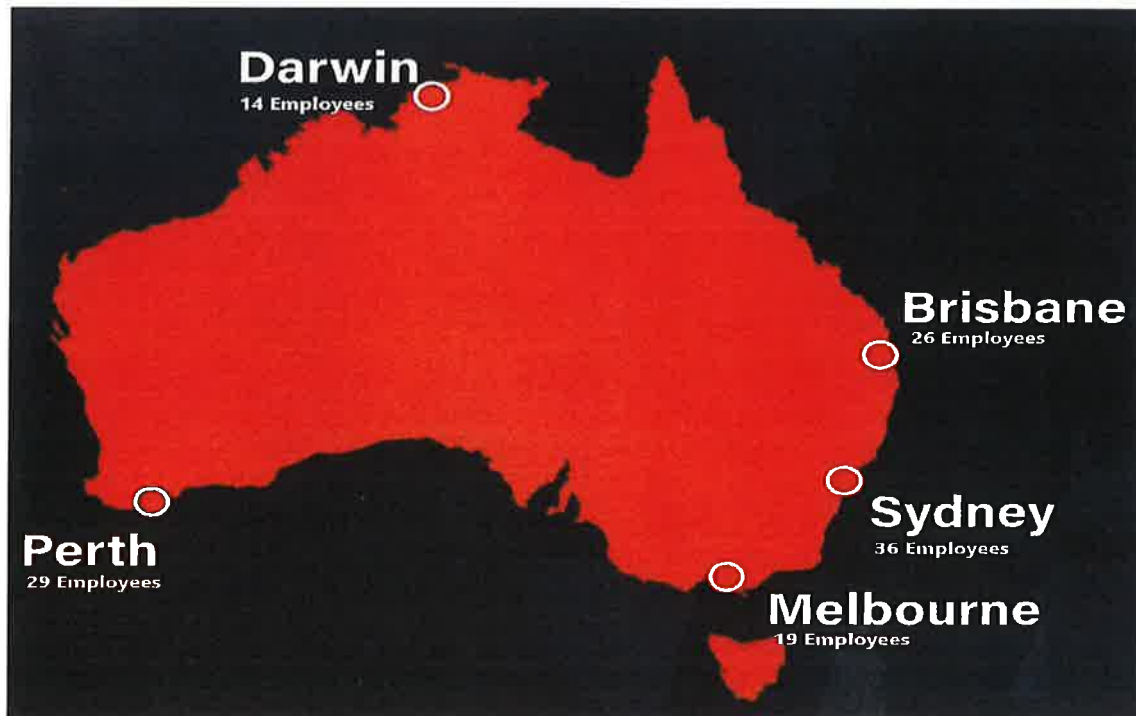 Darwin
14 Employees
Brisbane
26 Employees
Sydney
36 Employees
Perth
29 Employees
Melbourne
19 Employees